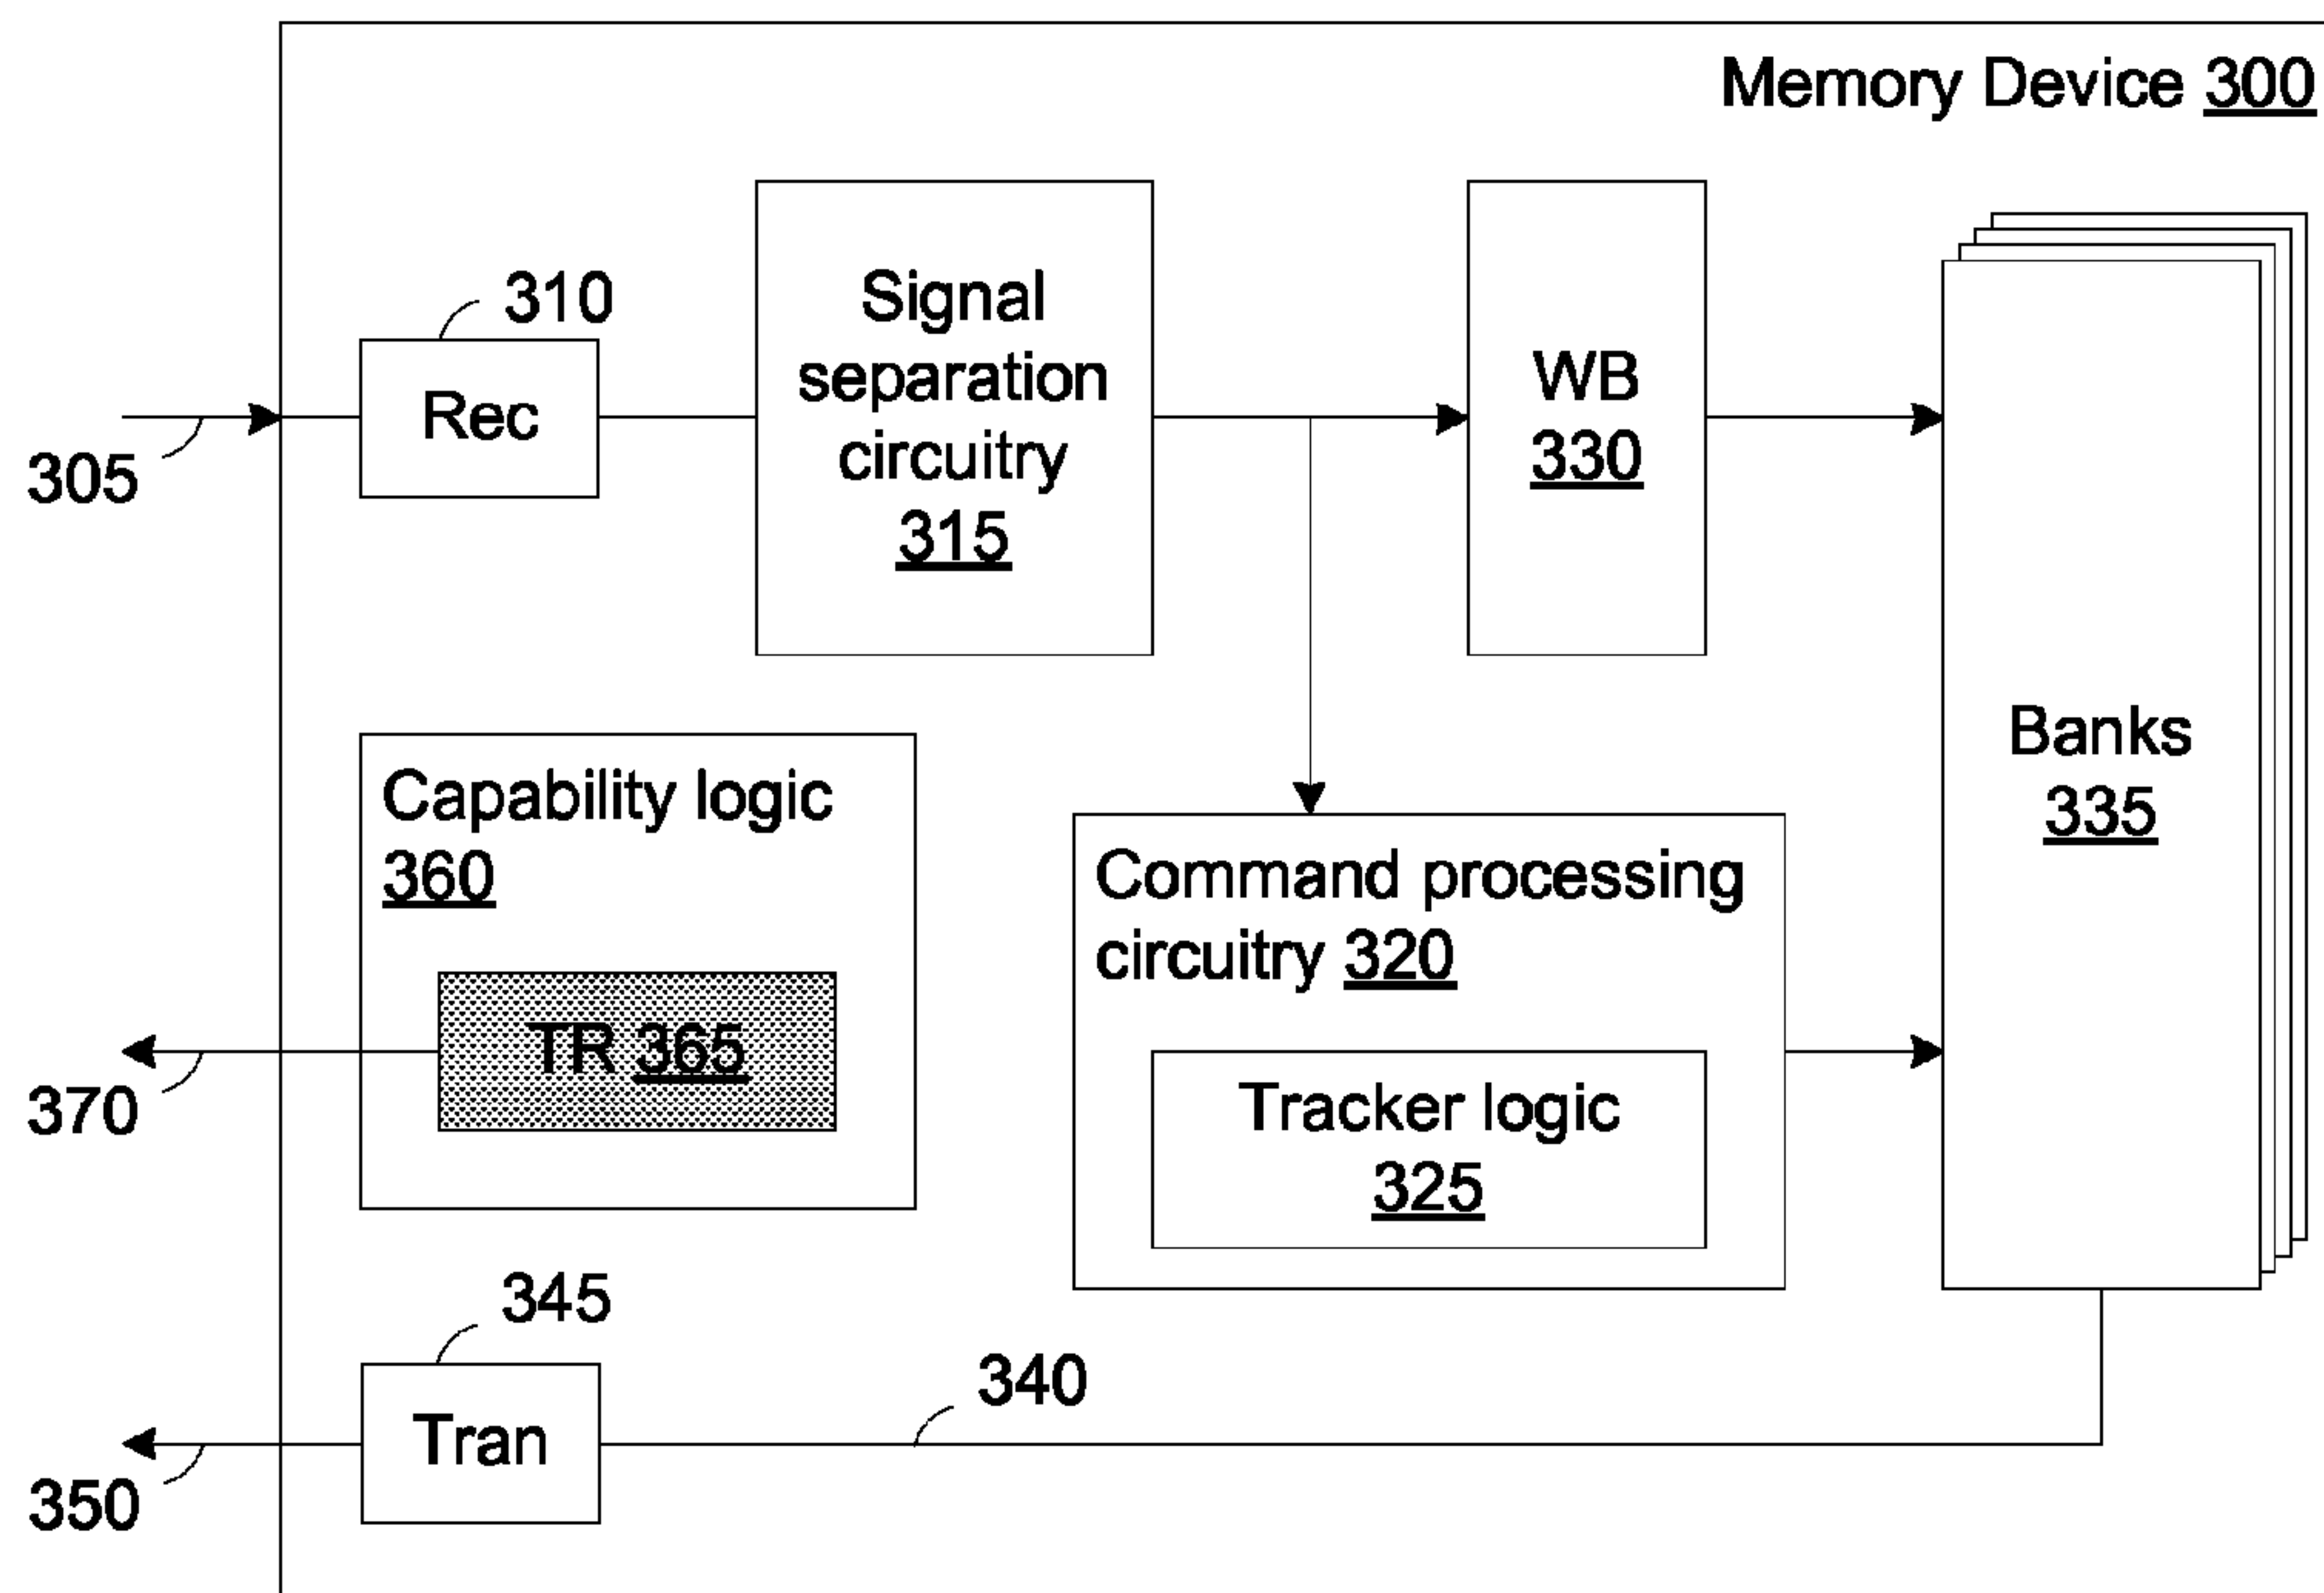 Memory Device 300
310
Rec
305
Signal
separation
circuitry
315
WB
330
Banks
335
Capability logic
360
TR 365
370
Command processing
circuitry 320
Tracker logic
325
345
Tran
340
350